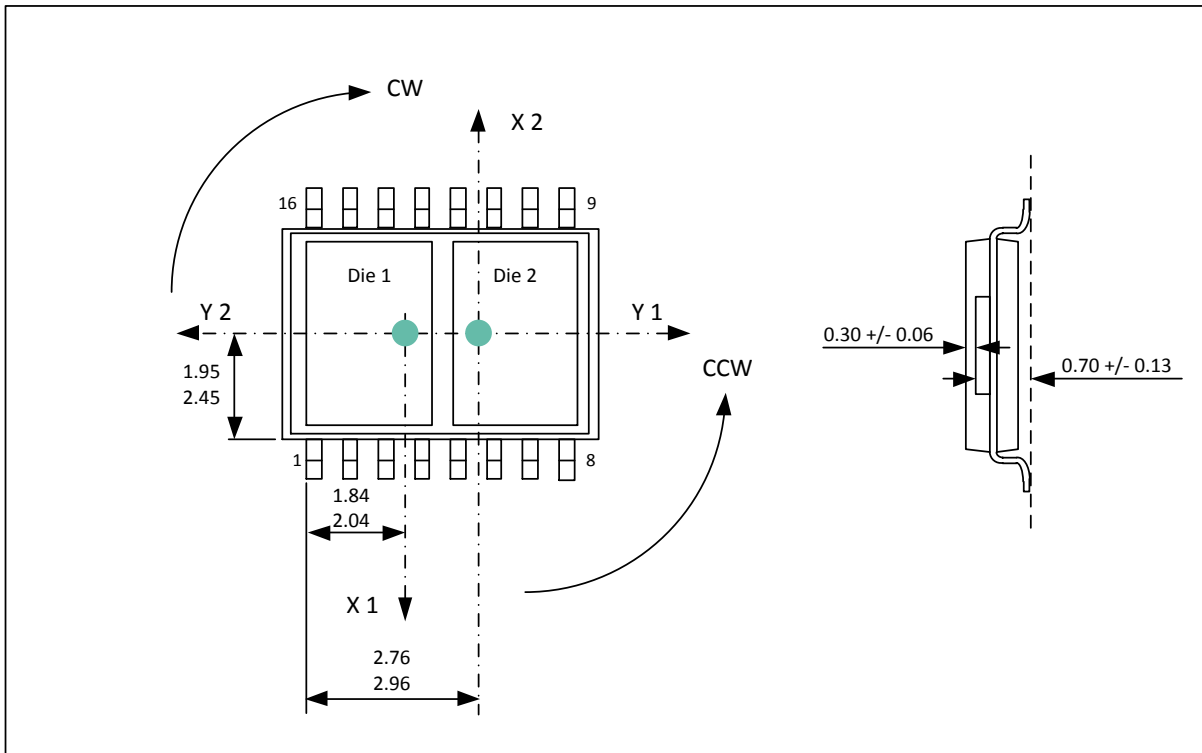 CW
X 2
16
9
Die 1
Die 2
Y 2
Y 1
0.30 +/- 0.06
0.70 +/- 0.13
1.95
2.45
CCW
1
8
1.84
2.04
X 1
2.76
2.96